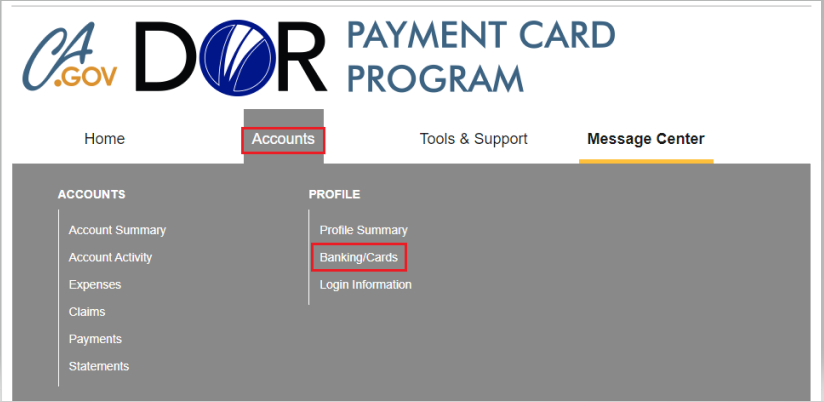 CA
.GOV
DOR
PAYMENT CARD
PROGRAM
Home
Accounts
Tools & Support
Message Center
ACCOUNTS
Account Summary
Account Activity
Expenses
Claims
Payments
Statements
PROFILE
Profile Summary
Banking/Cards
Login Information